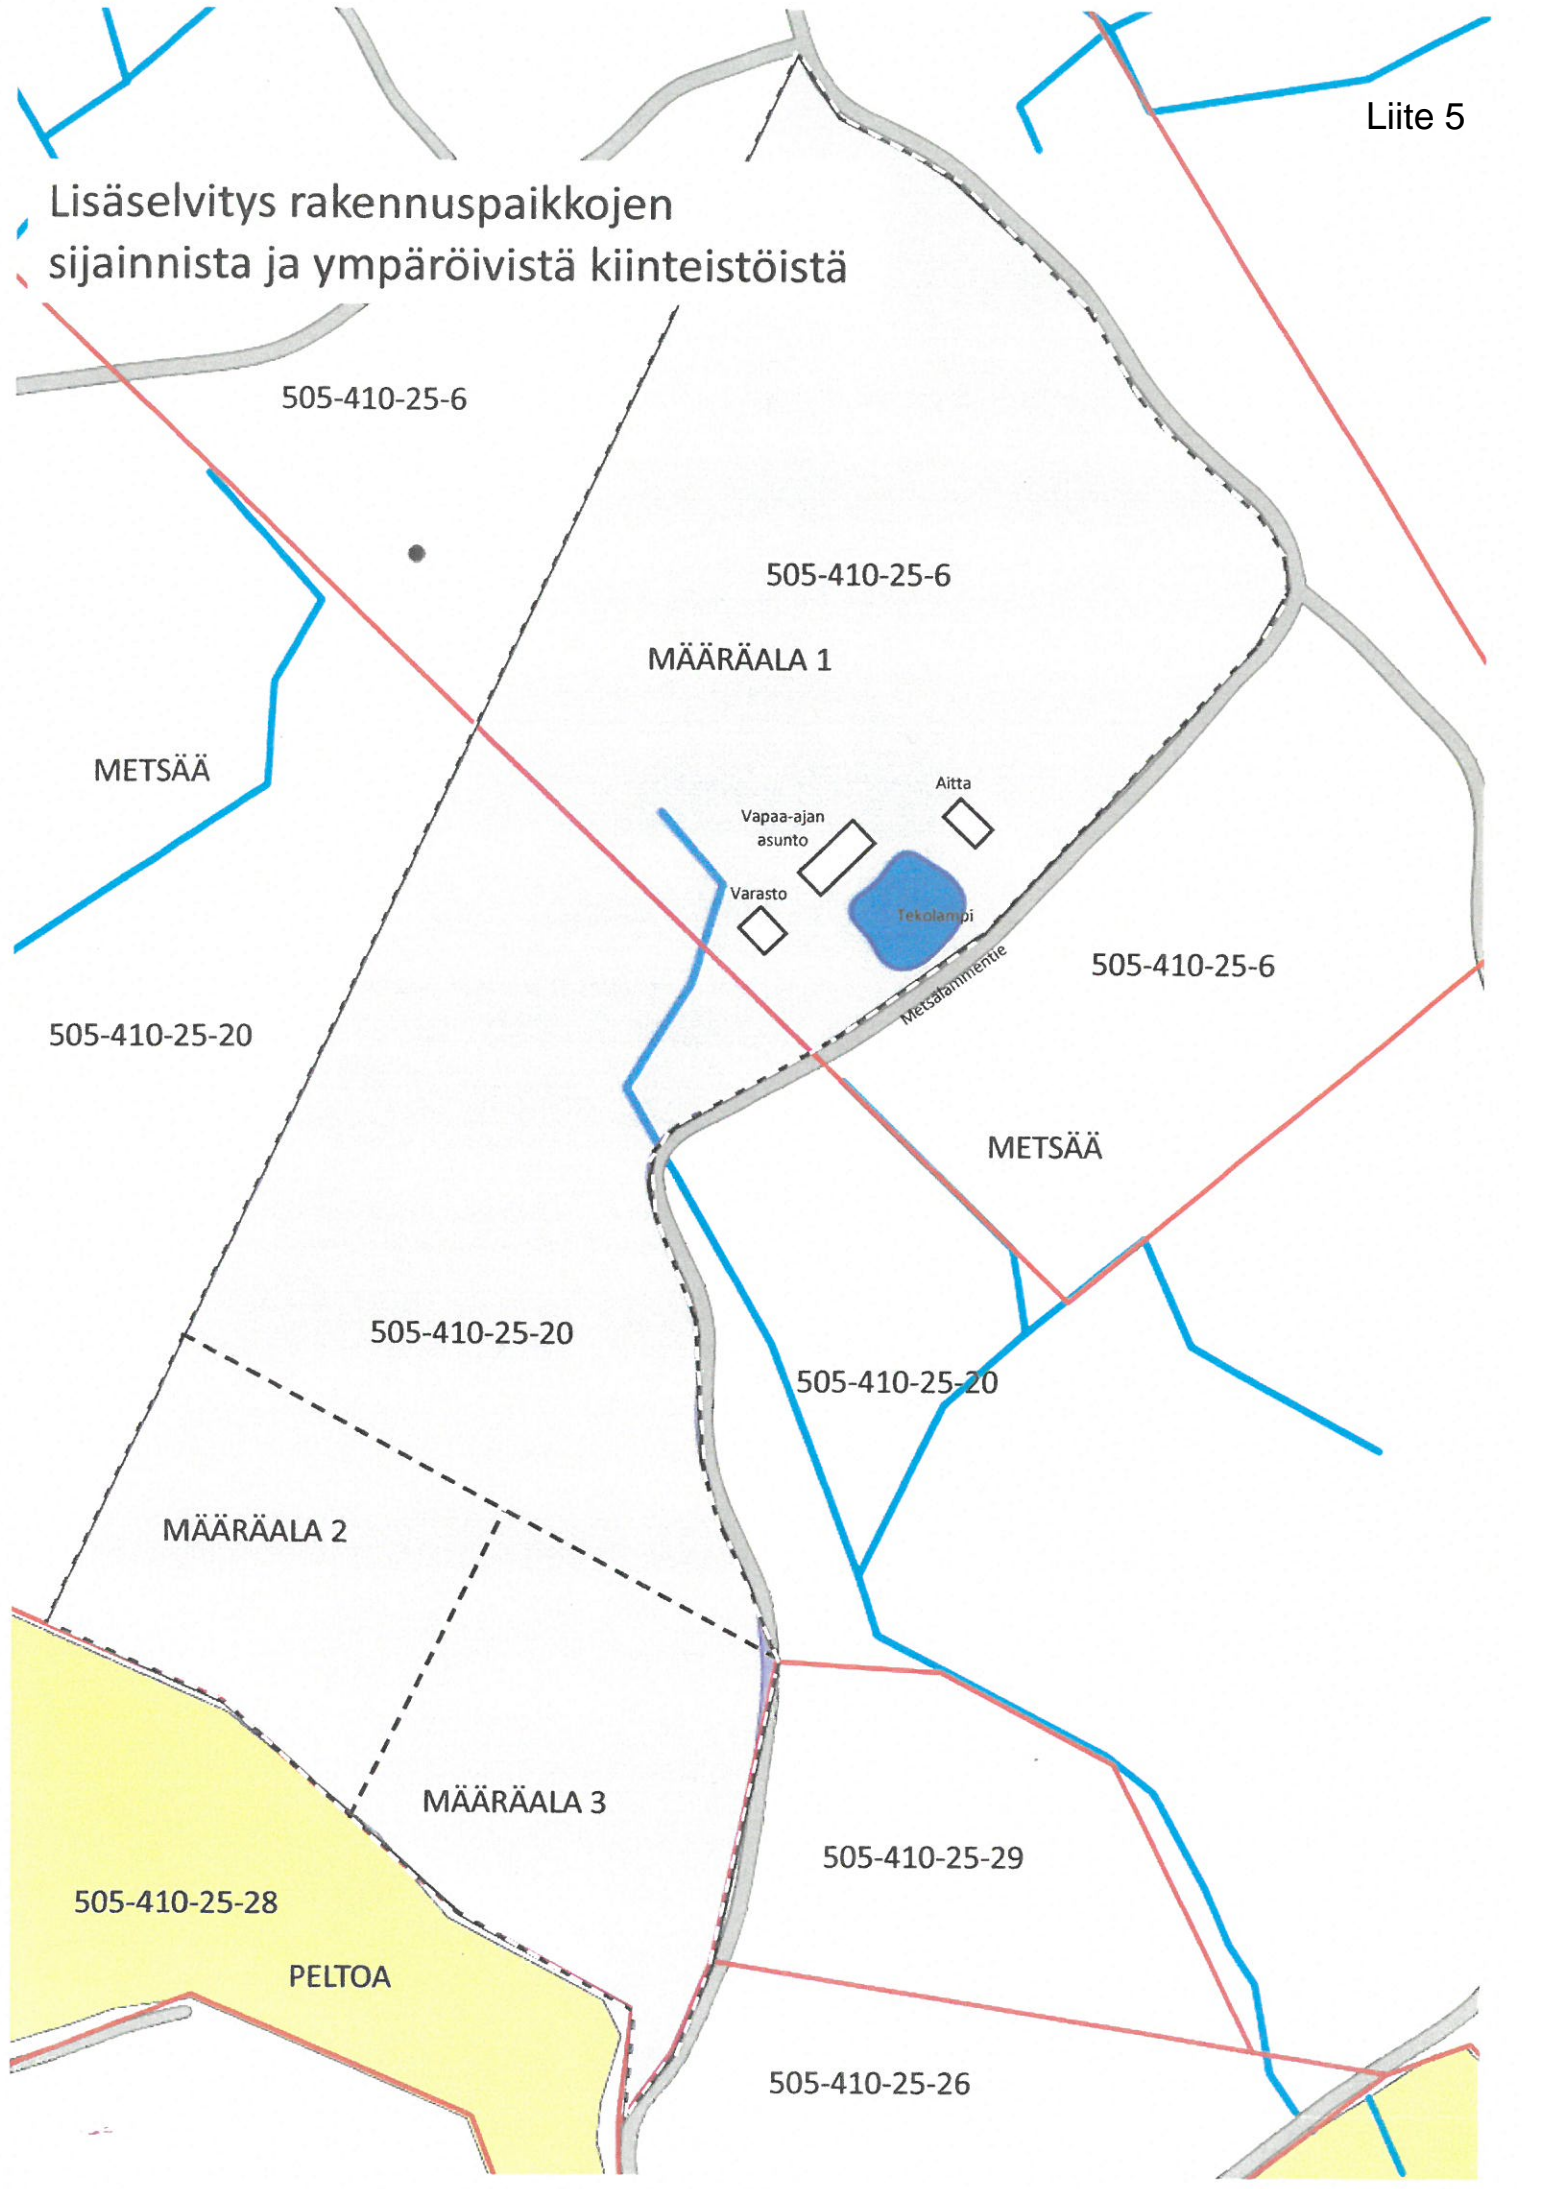 Liite 5
Lisäselvitys rakennuspaikkojen
sijainnista ja ympäröivistä kiinteistöistä
505-410-25-6
505-410-25-6
MÄÄRÄALA 1
METSÄÄ
Aitta
Vapaa-ajan
asunto
Varasto
Tekolampi
Metsälammentie
505-410-25-6
505-410-25-20
METSÄÄ
505-410-25-20
505-410-25-20
MÄÄRÄALA 2
MÄÄRÄALA 3
505-410-25-29
505-410-25-28
PELTOA
505-410-25-26